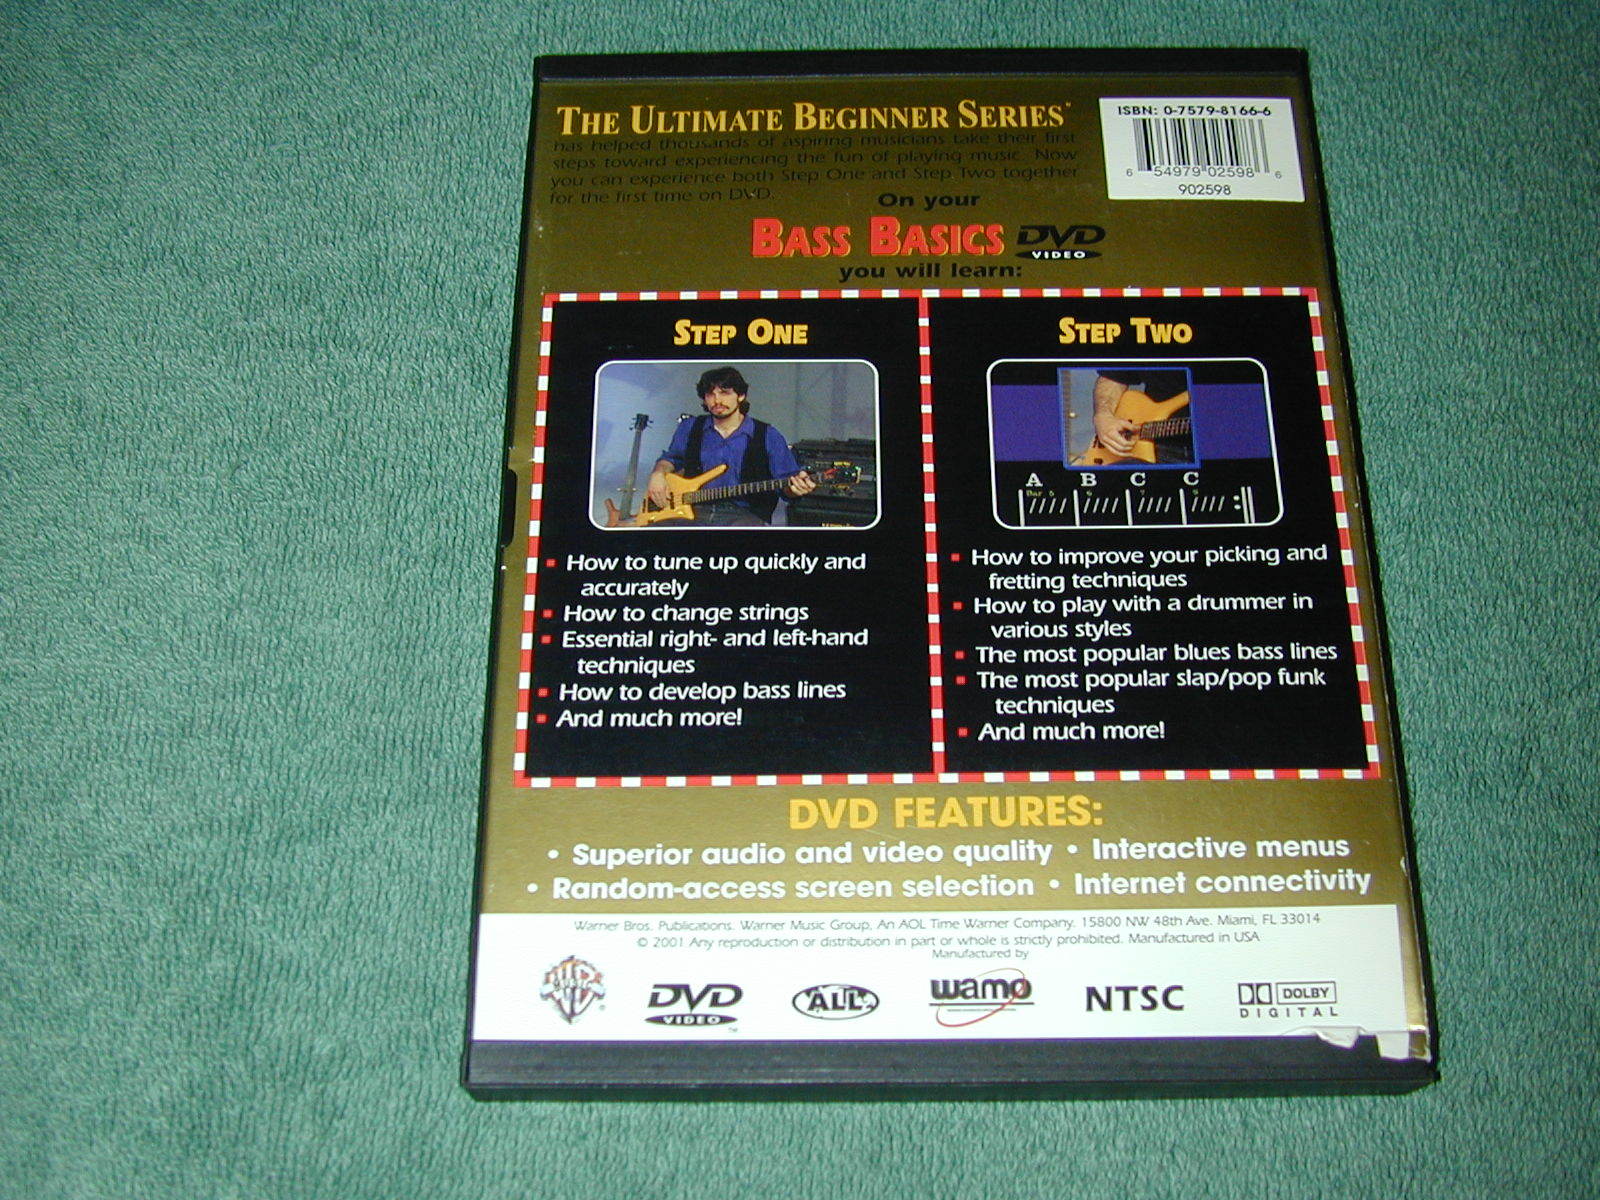 THE ULTIMATE BEGINNER SERIES
has helped thousands of aspiring musicians take their first
steps toward experiencing the fun of playing music. Now
you can experience both Step One and Step Two together
for the first time on DVD.
ISBN: 0-7579-8166-6
6 54979 02598 6
902598
On your
BASS BASICS DVD VIDEO
you will learn:
STEP ONE
How to tune up quickly and
accurately
How to change strings
Essential right- and left-hand
techniques
How to develop bass lines
And much more!
STEP TWO
A B C C
Bar 5 6 7 8
How to improve your picking and
fretting techniques
How to play with a drummer in
various styles
The most popular blues bass lines
The most popular slap/pop funk
techniques
And much more!
DVD FEATURES:
• Superior audio and video quality • Interactive menus
• Random-access screen selection • Internet connectivity
Warner Bros. Publications. Warner Music Group, An AOL Time Warner Company. 15800 NW 48th Ave. Miami, FL 33014
© 2001 Any reproduction or distribution in part or whole is strictly prohibited. Manufactured in USA
Manufactured by
WB MUSIC
DVD VIDEO ™
ALL
wamo
NTSC
DOLBY DIGITAL